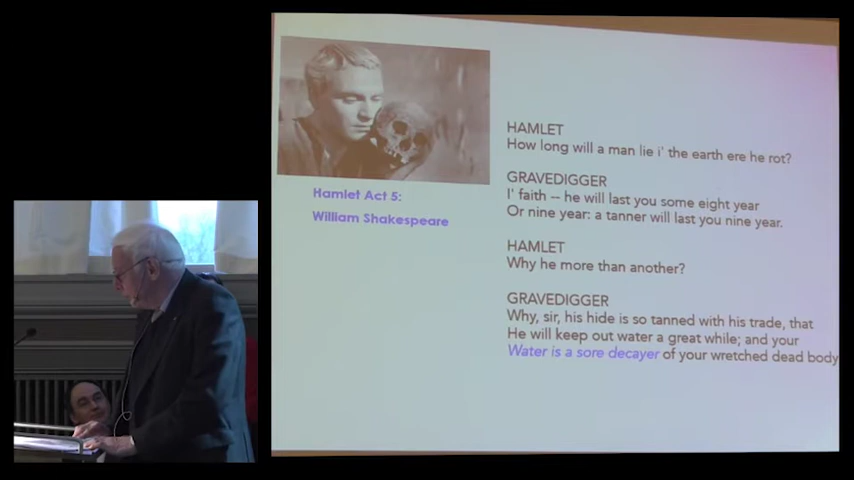 Hamlet Act 5:
William Shakespeare
HAMLET
How long will a man lie i' the earth ere he rot?
GRAVEDIGGER
I' faith -- he will last you some eight year
Or nine year: a tanner will last you nine year.
HAMLET
Why he more than another?
GRAVEDIGGER
Why, sir, his hide is so tanned with his trade, that
He will keep out water a great while; and your
Water is a sore decayer of your wretched dead body